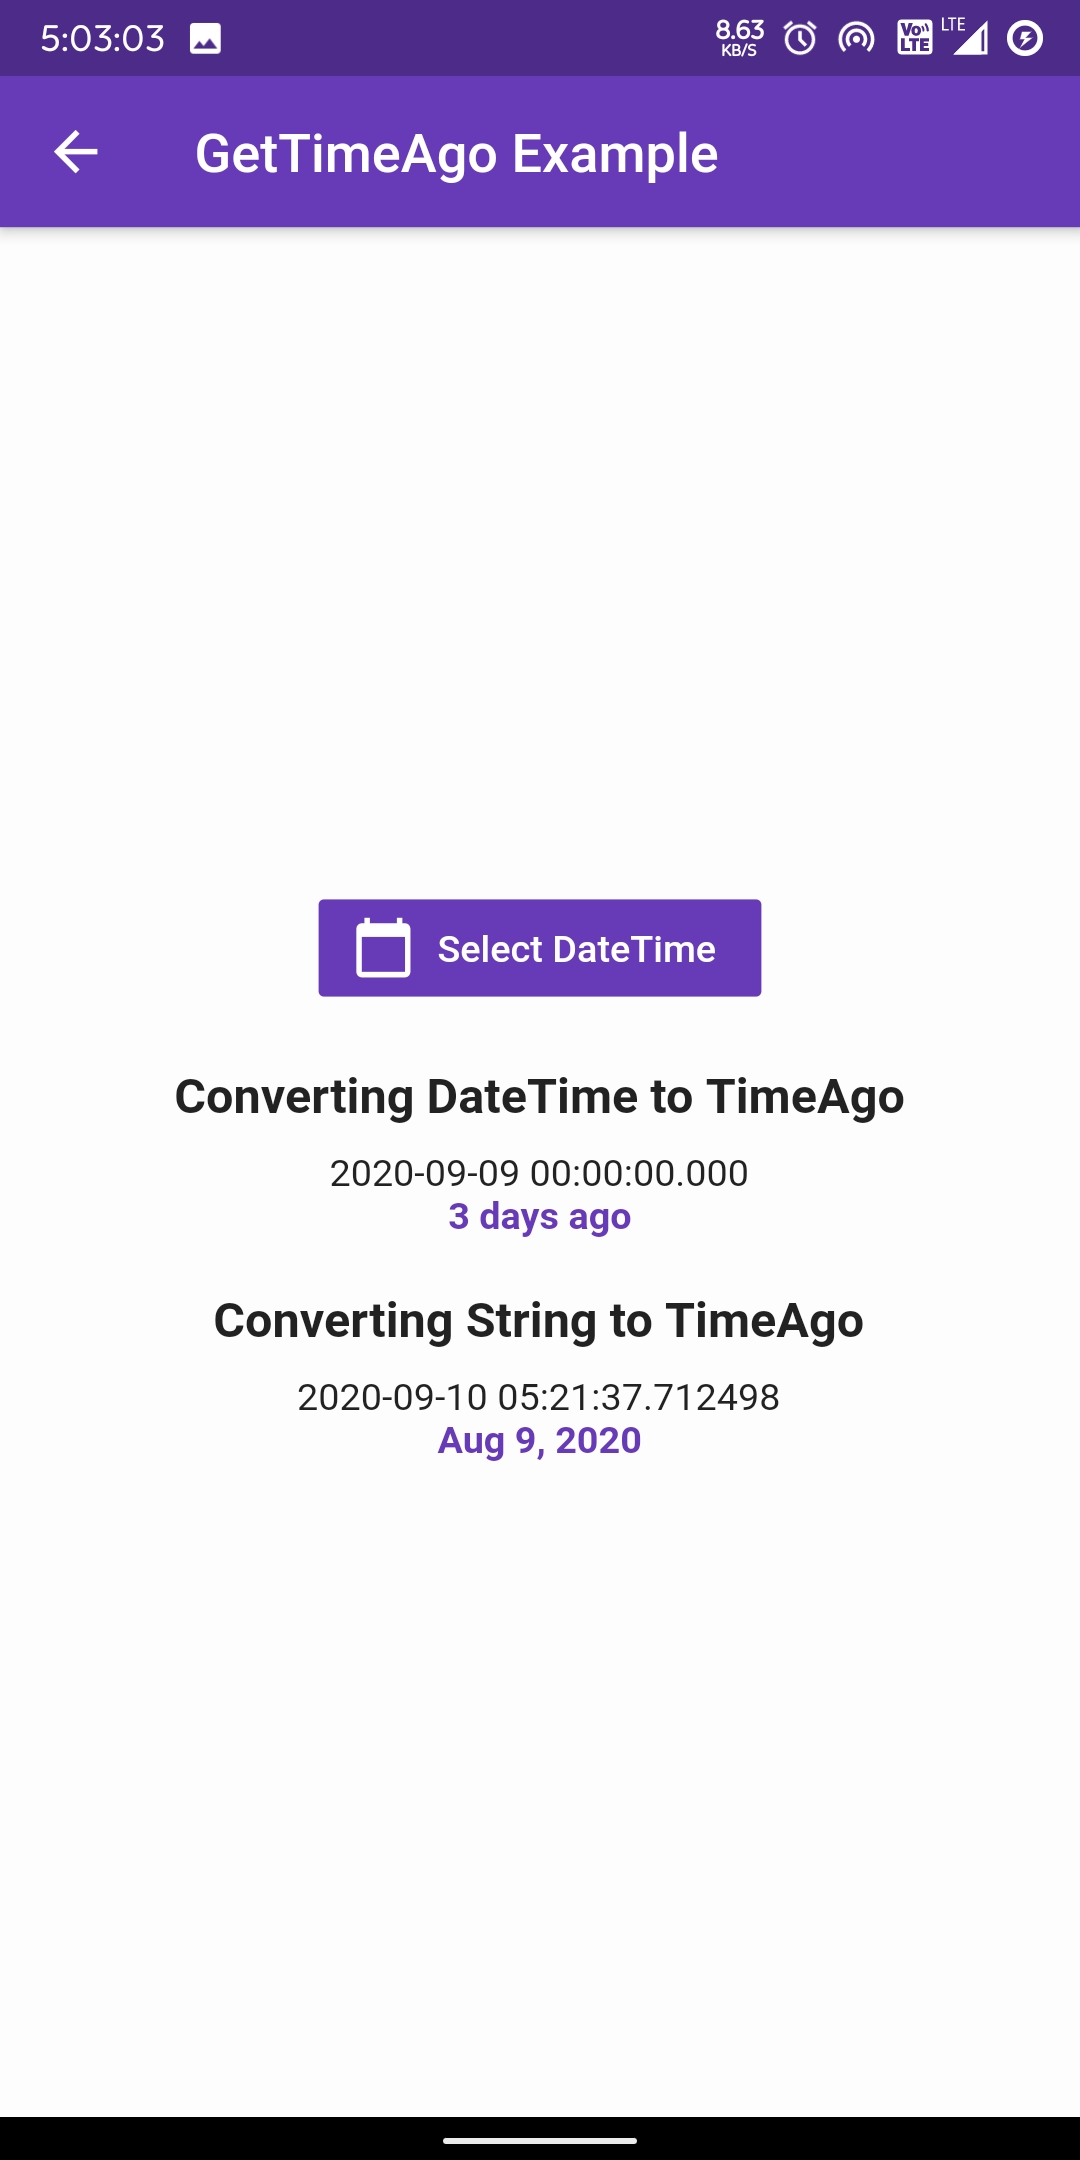 5:03:03
8.63
KB/S
Vo
LTE
LTE
GetTimeAgo Example
Select DateTime
Converting DateTime to TimeAgo
2020-09-09 00:00:00.000
3 days ago
Converting String to TimeAgo
2020-09-10 05:21:37.712498
Aug 9, 2020